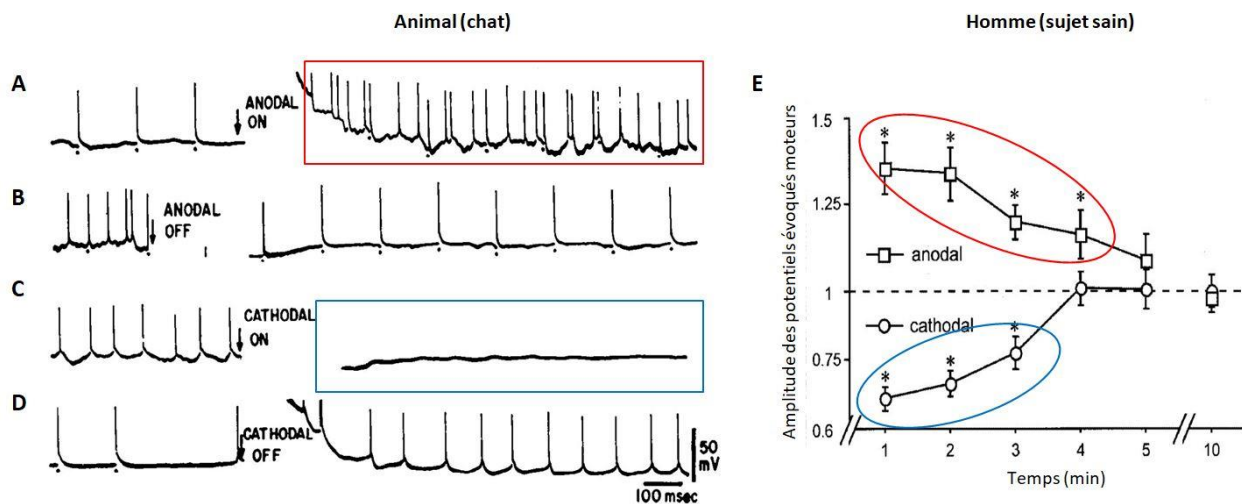 Animal (chat)
Homme (sujet sain)
A
ANODAL
ON
B
ANODAL
OFF
C
CATHODAL
ON
D
CATHODAL
OFF
50
mV
100 msec
E
Amplitude des potentiels évoqués moteurs
1.5
1.25
1
0.75
0.6
* * * *
anodal
cathodal
* * *
1 2 3 4 5 10
Temps (min)